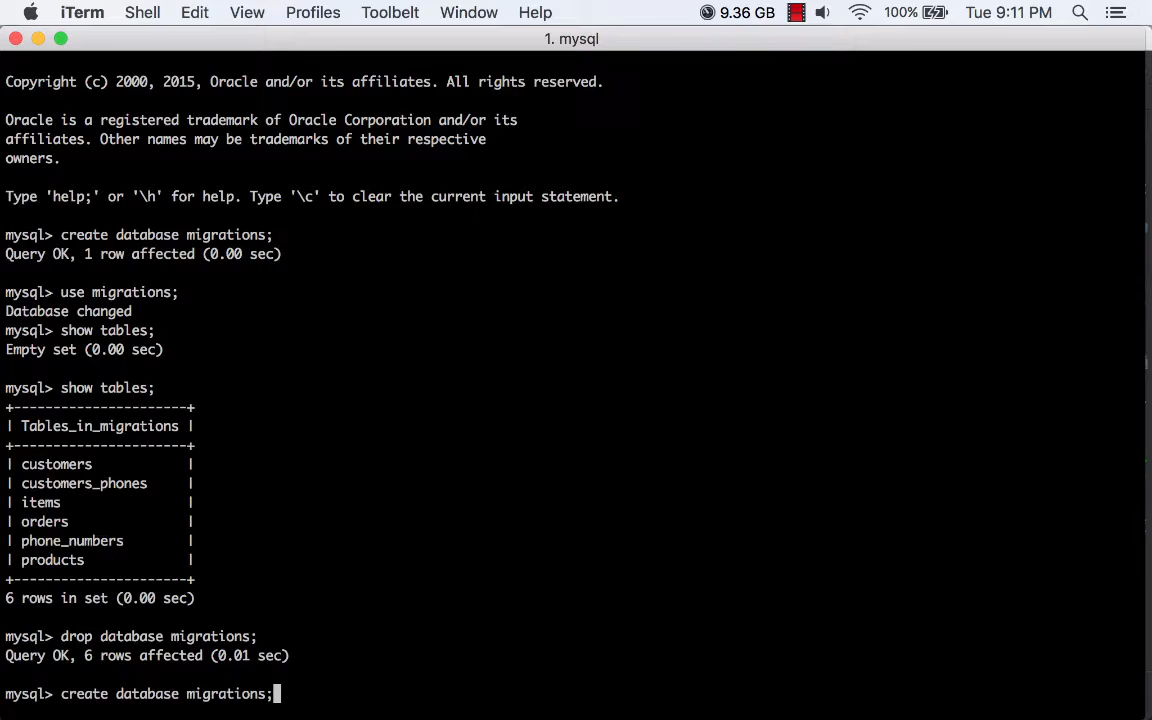 iTerm Shell Edit View Profiles Toolbelt Window Help 9.36 GB 100% Tue 9:11 PM
1. mysql
Copyright (c) 2000, 2015, Oracle and/or its affiliates. All rights reserved.
Oracle is a registered trademark of Oracle Corporation and/or its
affiliates. Other names may be trademarks of their respective
owners.
Type 'help;' or '\h' for help. Type '\c' to clear the current input statement.
mysql> create database migrations;
Query OK, 1 row affected (0.00 sec)
mysql> use migrations;
Database changed
mysql> show tables;
Empty set (0.00 sec)
mysql> show tables;
+----------------------+
| Tables_in_migrations |
+----------------------+
| customers            |
| customers_phones     |
| items                |
| orders               |
| phone_numbers        |
| products             |
+----------------------+
6 rows in set (0.00 sec)
mysql> drop database migrations;
Query OK, 6 rows affected (0.01 sec)
mysql> create database migrations;